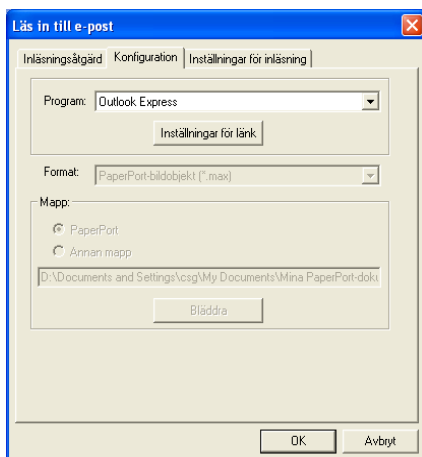 Läs in till e-post
Inläsningsåtgärd Konfiguration Inställningar för inläsning
Program: Outlook Express
Inställningar för länk
Format: PaperPort-bildobjekt (*.max)
Mapp:
PaperPort
Annan mapp
D:\Documents and Settings\csg\My Documents\Mina PaperPort-doku
Bläddra
OK Avbryt